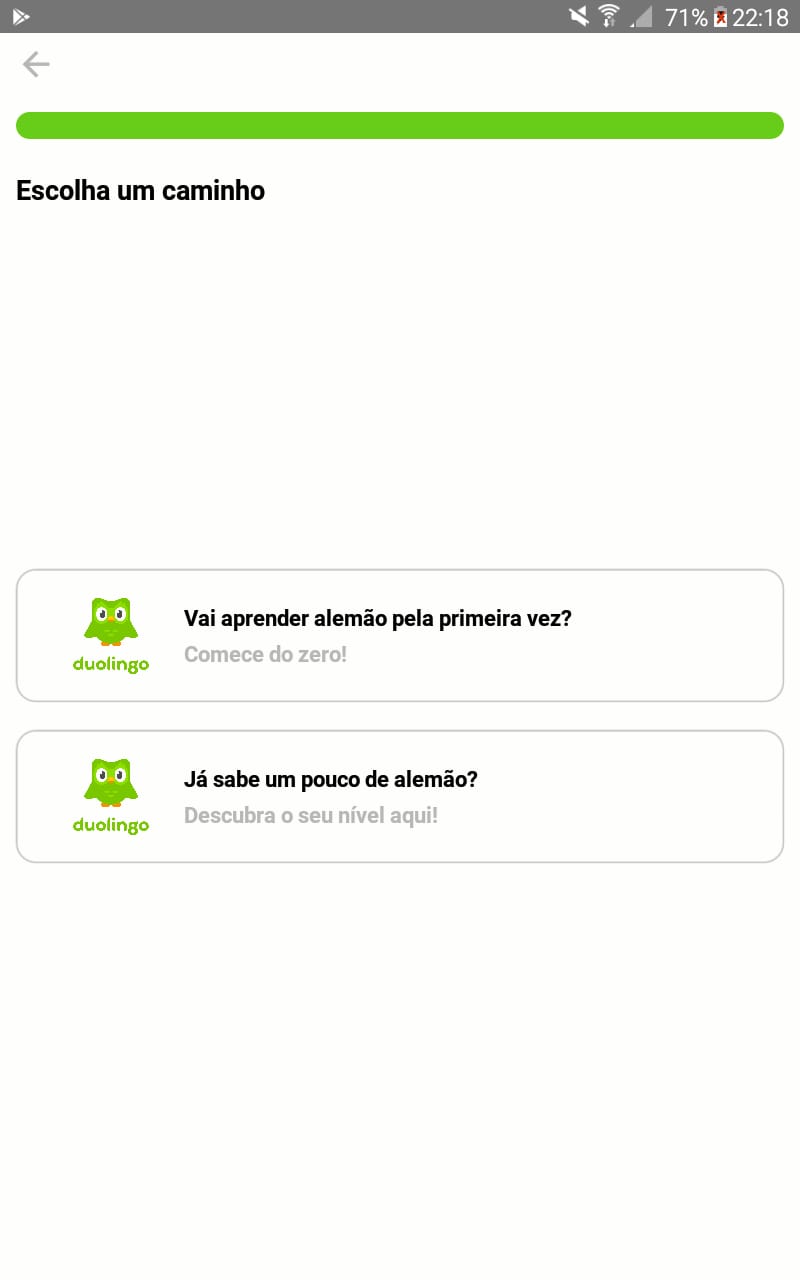 71% 22:18
Escolha um caminho
Vai aprender alemão pela primeira vez?
Comece do zero!
duolingo
Já sabe um pouco de alemão?
Descubra o seu nível aqui!
duolingo